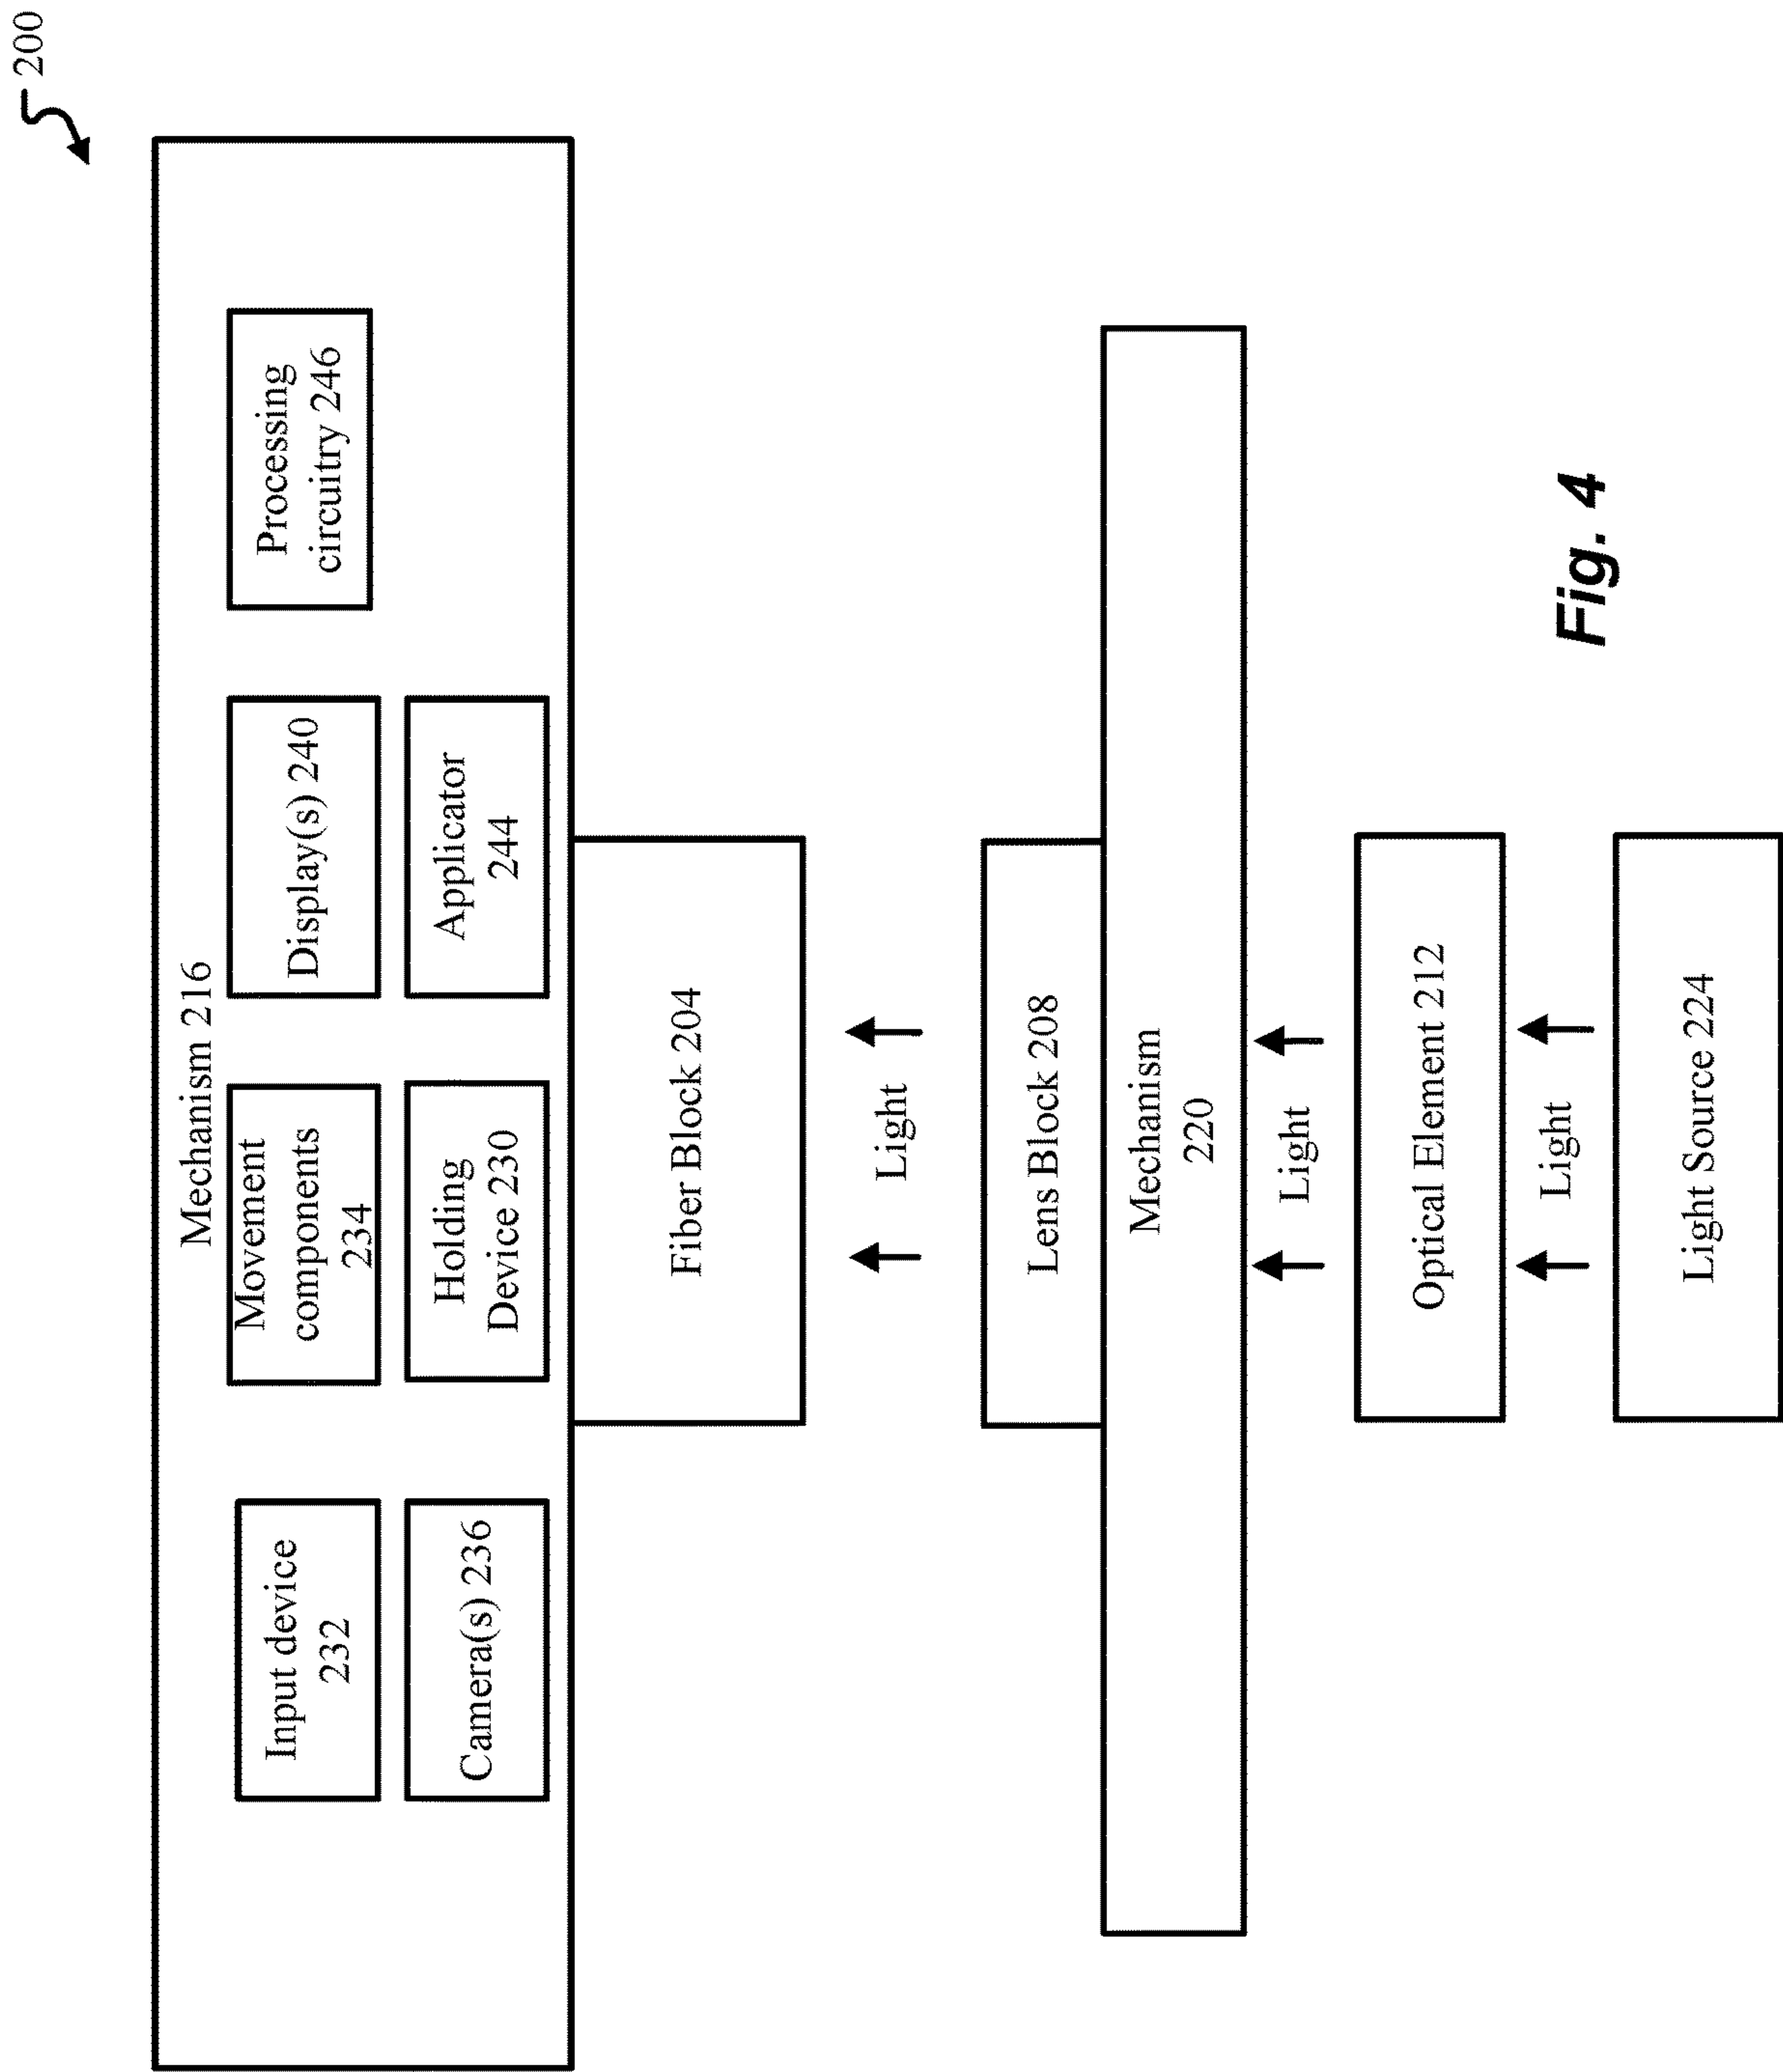 200
Mechanism 216
Input device
232
Movement
components
234
Display(s) 240
Processing
circuitry 246
Camera(s) 236
Holding
Device 230
Applicator
244
Fiber Block 204
Light
Lens Block 208
Mechanism
220
Light
Optical Element 212
Light
Light Source 224
Fig. 4